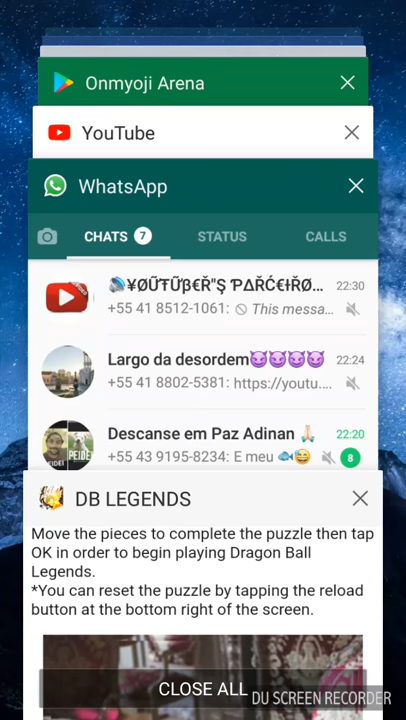 Onmyoji Arena
YouTube
WhatsApp
CHATS 7 STATUS CALLS
22:30
+55 41 8512-1061: This messa...
Largo da desordem😈😈😈😈 22:24
+55 41 8802-5381: https://youtu....
Descanse em Paz Adinan 🙏🏻 22:20
+55 43 9195-8234: E meu 🐟😅 8
DB LEGENDS
Move the pieces to complete the puzzle then tap
OK in order to begin playing Dragon Ball
Legends.
*You can reset the puzzle by tapping the reload
button at the bottom right of the screen.
CLOSE ALL
DU SCREEN RECORDER